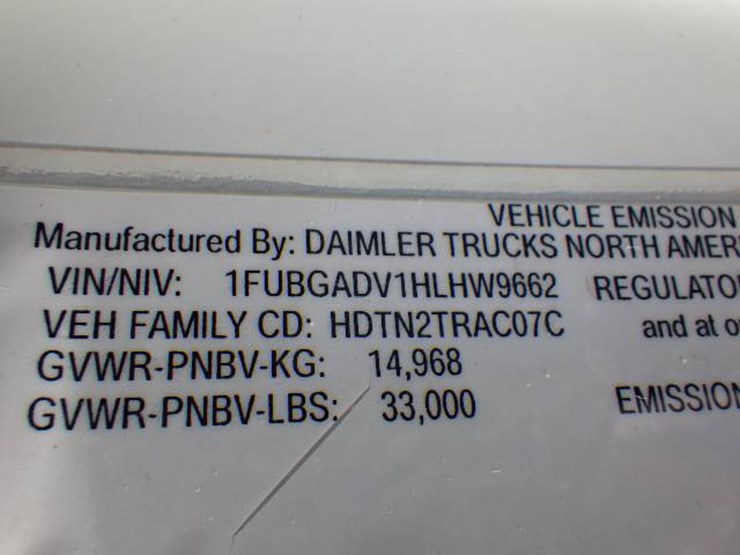 VEHICLE EMISSION
Manufactured By: DAIMLER TRUCKS NORTH AMER
VIN/NIV: 1FUBGADV1HLHW9662 REGULATO
VEH FAMILY CD: HDTN2TRAC07C and at o
GVWR-PNBV-KG: 14,968
GVWR-PNBV-LBS: 33,000 EMISSION